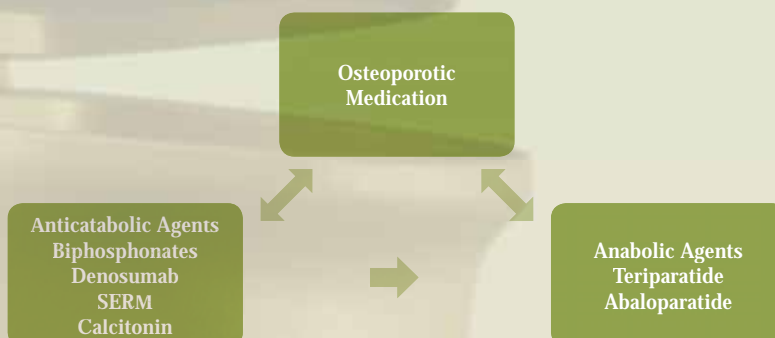 Osteoporotic
Medication
Anticatabolic Agents
Biphosphonates
Denosumab
SERM
Calcitonin
Anabolic Agents
Teriparatide
Abaloparatide